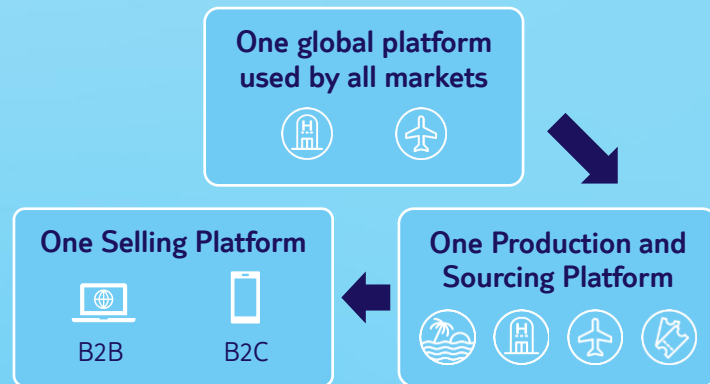 One global platform
used by all markets
H
One Selling Platform
B2B
B2C
One Production and
Sourcing Platform
H